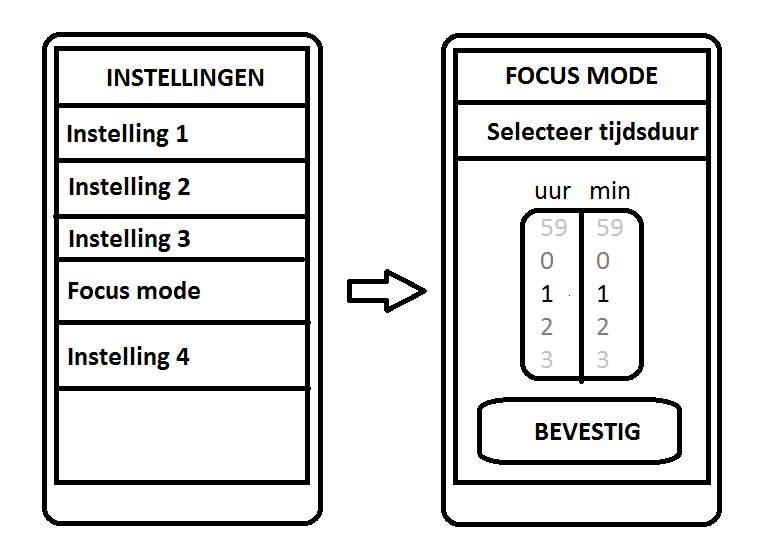 INSTELLINGEN
Instelling 1
Instelling 2
Instelling 3
Focus mode
Instelling 4
FOCUS MODE
Selecteer tijdsduur
uur min
59 59
0 0
1 1
2 2
3 3
BEVESTIG